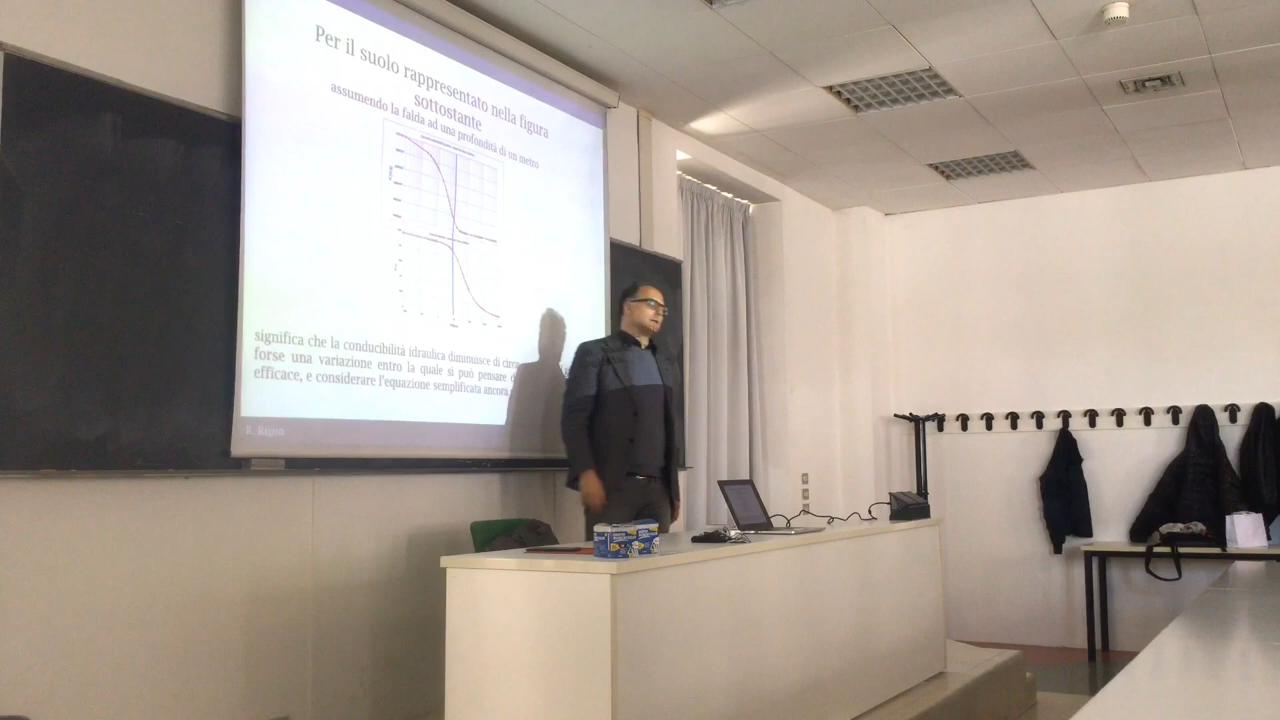 Per il suolo rappresentato nella figura
sottostante
assumendo la falda ad una profondità di un metro
significa che la conducibilità idraulica diminuisce di circa
forse una variazione entro la quale si può pensare
efficace, e considerare l'equazione semplificata ancora
R. Rigon